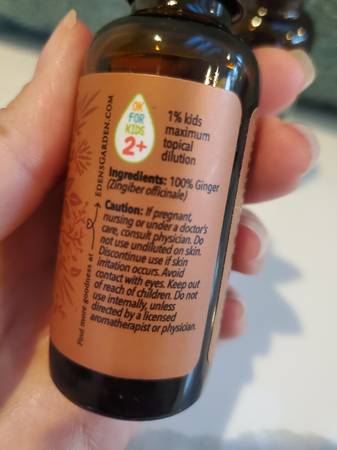 OK
FOR
KIDS
2+
1% kids
maximum
topical
dilution
Ingredients: 100% Ginger
(Zingiber officinale)
Caution: If pregnant,
nursing or under a doctor's
care, consult physician. Do
not use undiluted on skin.
Discontinue use if skin
irritation occurs. Avoid
contact with eyes. Keep out
of reach of children. Do not
use internally, unless
directed by a licensed
aromatherapist or physician.
Find more goodness at
EDENSGARDEN.COM